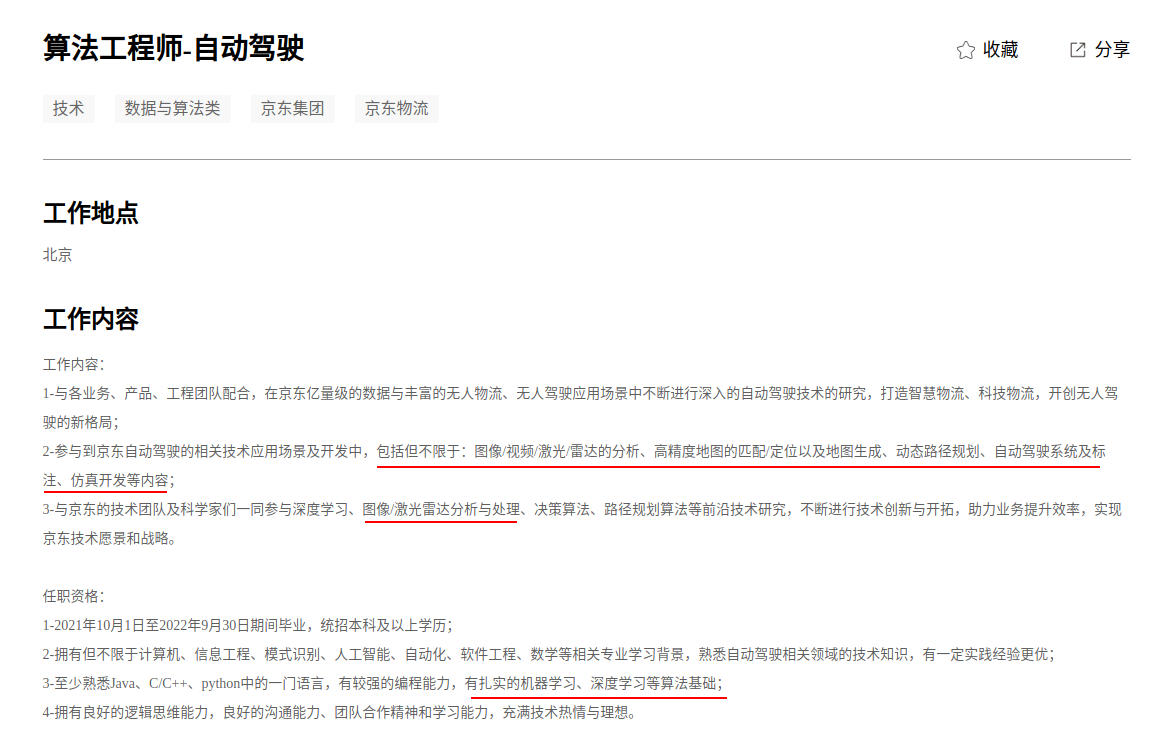 算法工程师-自动驾驶
收藏
分享
技术 数据与算法类 京东集团 京东物流
工作地点
北京
工作内容
工作内容：
1-与各业务、产品、工程团队配合，在京东亿量级的数据与丰富的无人物流、无人驾驶应用场景中不断进行深入的自动驾驶技术的研究，打造智慧物流、科技物流，开创无人驾
驶的新格局；
2-参与到京东自动驾驶的相关技术应用场景及开发中，包括但不限于：图像/视频/激光/雷达的分析、高精度地图的匹配/定位以及地图生成、动态路径规划、自动驾驶系统及标
注、仿真开发等内容；
3-与京东的技术团队及科学家们一同参与深度学习、图像/激光雷达分析与处理、决策算法、路径规划算法等前沿技术研究，不断进行技术创新与开拓，助力业务提升效率，实现
京东技术愿景和战略。
任职资格：
1-2021年10月1日至2022年9月30日期间毕业，统招本科及以上学历；
2-拥有但不限于计算机、信息工程、模式识别、人工智能、自动化、软件工程、数学等相关专业学习背景，熟悉自动驾驶相关领域的技术知识，有一定实践经验更优；
3-至少熟悉Java、C/C++、python中的一门语言，有较强的编程能力，有扎实的机器学习、深度学习等算法基础；
4-拥有良好的逻辑思维能力，良好的沟通能力、团队合作精神和学习能力，充满技术热情与理想。